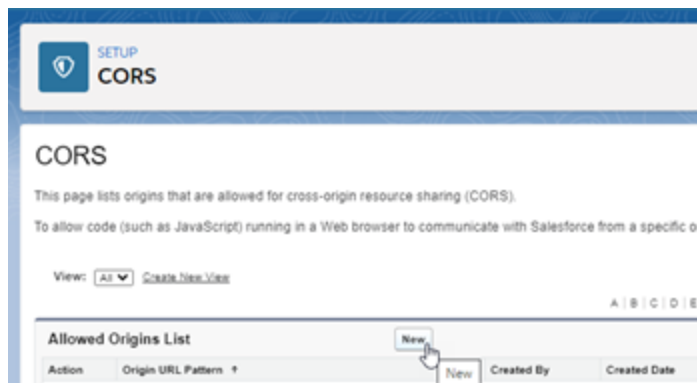 SETUP
CORS
CORS
This page lists origins that are allowed for cross-origin resource sharing (CORS).
To allow code (such as JavaScript) running in a Web browser to communicate with Salesforce from a specific o
View: All Create New View
A | B | C | D | E
Allowed Origins List New
Action Origin URL Pattern ↑ New Created By Created Date